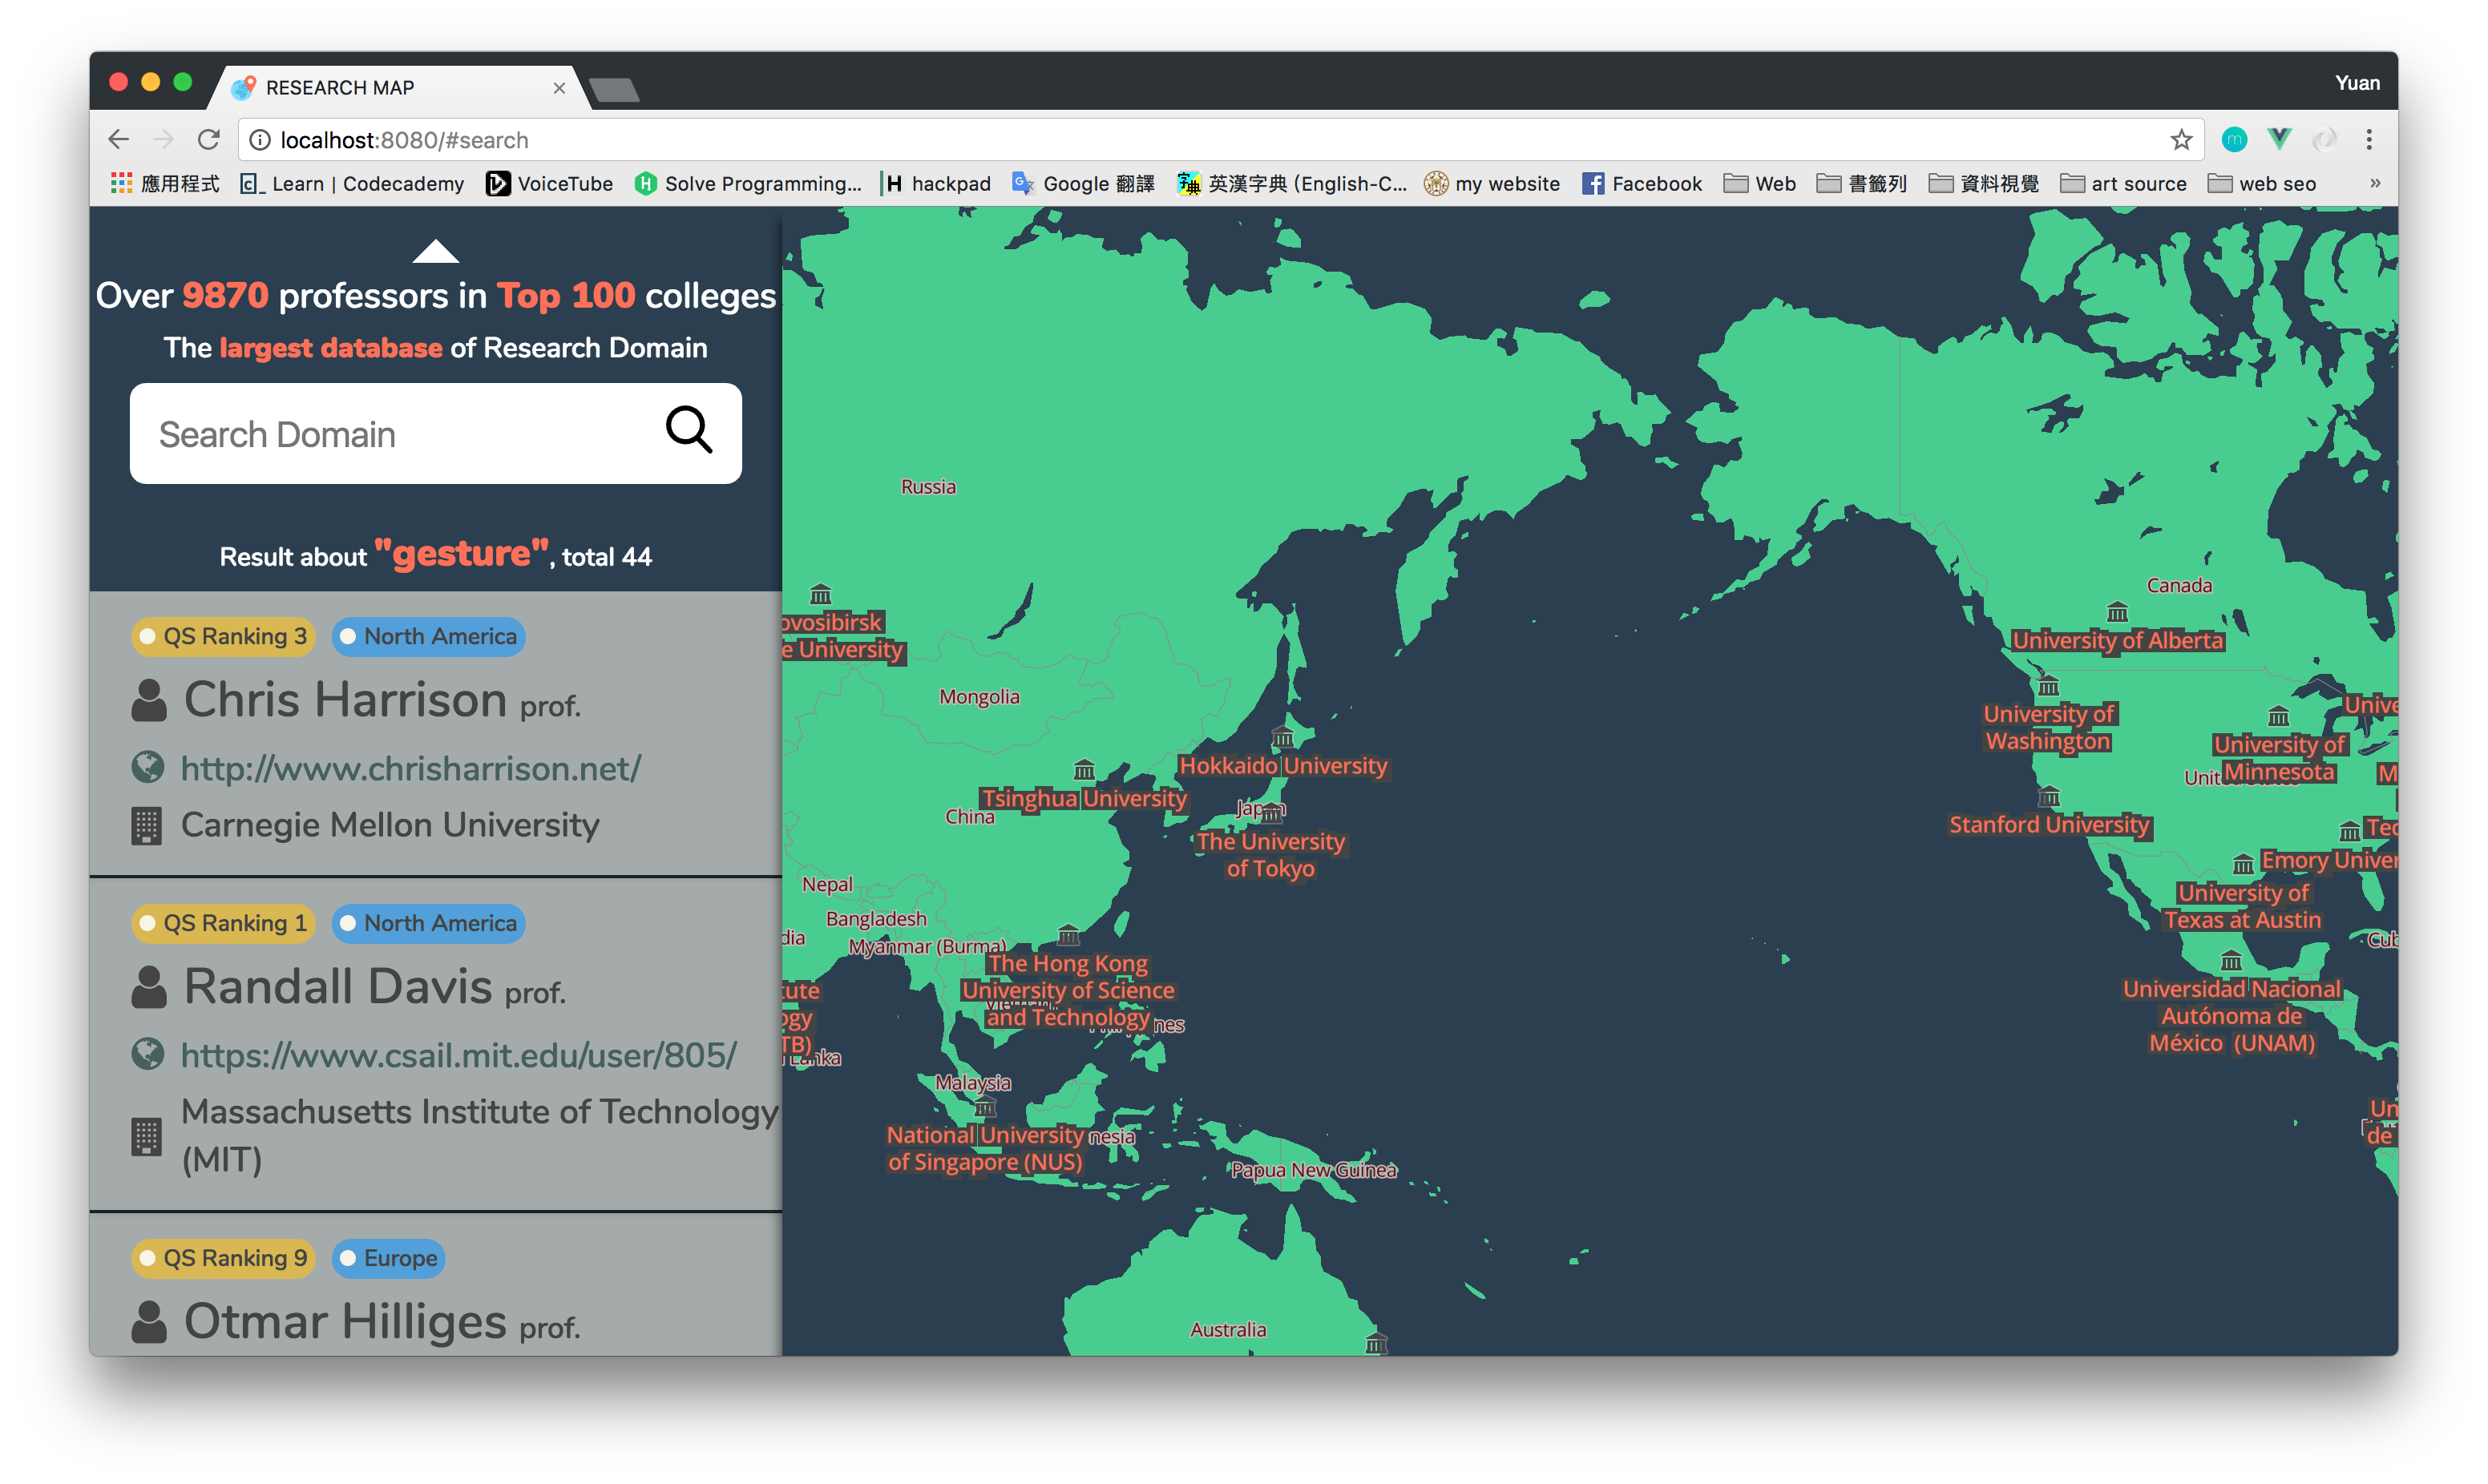 RESEARCH MAP
Yuan
localhost:8080/#search
應用程式 Learn | Codecademy VoiceTube Solve Programming... hackpad Google 翻譯 英漢字典 (English-C... my website Facebook Web 書籤列 資料視覺 art source web seo »
Over 9870 professors in Top 100 colleges
The largest database of Research Domain
Search Domain
Result about "gesture", total 44
QS Ranking 3 North America
Chris Harrison prof.
http://www.chrisharrison.net/
Carnegie Mellon University
QS Ranking 1 North America
Randall Davis prof.
https://www.csail.mit.edu/user/805/
Massachusetts Institute of Technology
(MIT)
QS Ranking 9 Europe
Otmar Hilliges prof.
Russia
Canada
ovosibirsk
e University
University of Alberta
Mongolia
University of
Washington
University of
Minnesota
Hokkaido University
Tsinghua University
China
Japan
The University
of Tokyo
Stanford University
Emory Univer
Nepal
Bangladesh
Myanmar (Burma)
dia
University of
Texas at Austin
Cub
The Hong Kong
University of Science
and Technology
tute
ogy
TB)
Lanka
nes
Universidad Nacional
Autónoma de
México (UNAM)
Malaysia
National University
of Singapore (NUS)
nesia
Papua New Guinea
Un
de
Australia